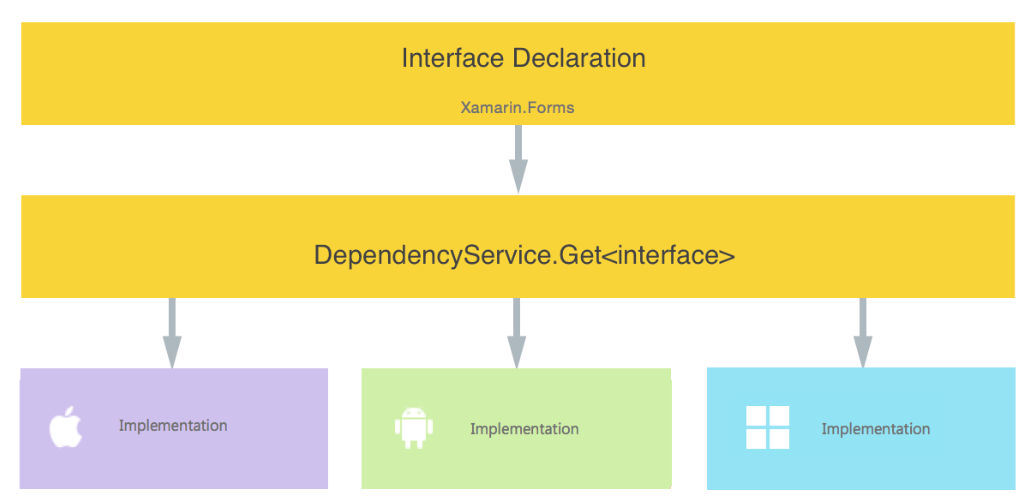 Interface Declaration
Xamarin.Forms
DependencyService.Get<interface>
Implementation
Implementation
Implementation